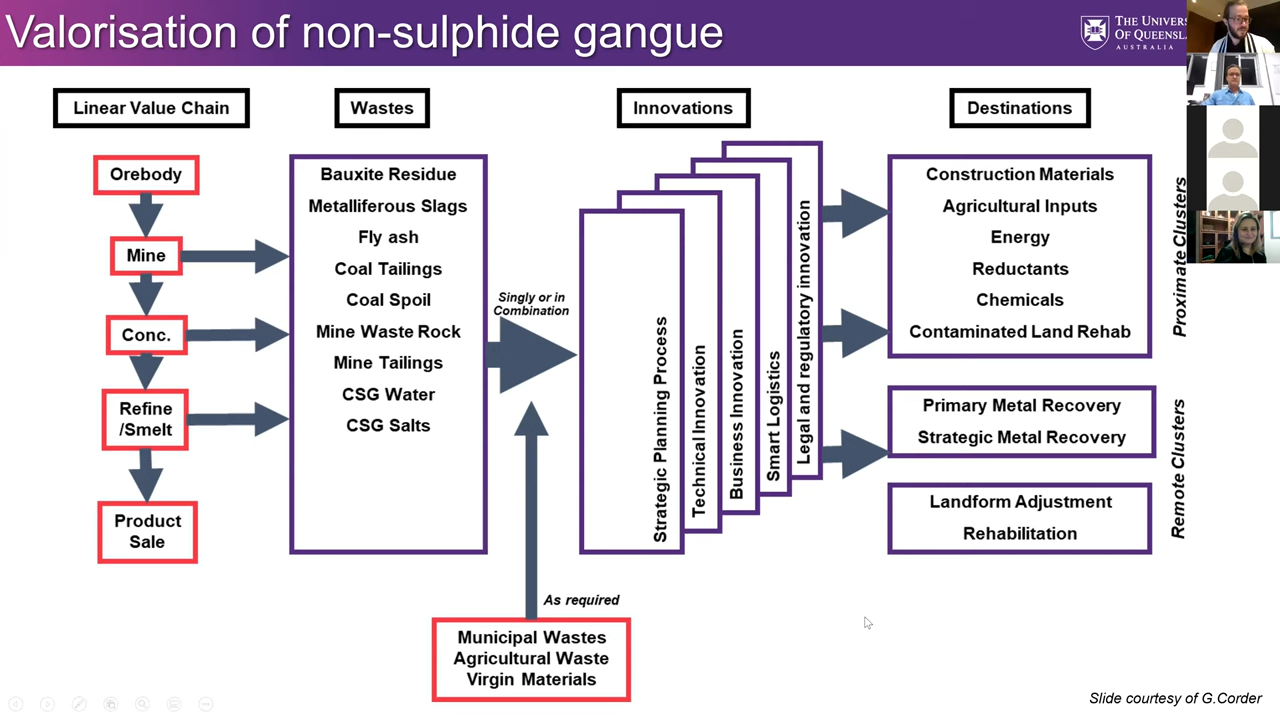 Valorisation of non-sulphide gangue
THE UNIVERS
OF QUEENSLA
AUSTRALIA
Linear Value Chain
Wastes
Innovations
Destinations
Orebody
Mine
Conc.
Refine
/Smelt
Product
Sale
Bauxite Residue
Metalliferous Slags
Fly ash
Coal Tailings
Coal Spoil
Mine Waste Rock
Mine Tailings
CSG Water
CSG Salts
Singly or in
Combination
As required
Municipal Wastes
Agricultural Waste
Virgin Materials
Strategic Planning Process
Technical Innovation
Business Innovation
Smart Logistics
Legal and regulatory innovation
Construction Materials
Agricultural Inputs
Energy
Reductants
Chemicals
Contaminated Land Rehab
Primary Metal Recovery
Strategic Metal Recovery
Landform Adjustment
Rehabilitation
Proximate Clusters
Remote Clusters
Slide courtesy of G.Corder